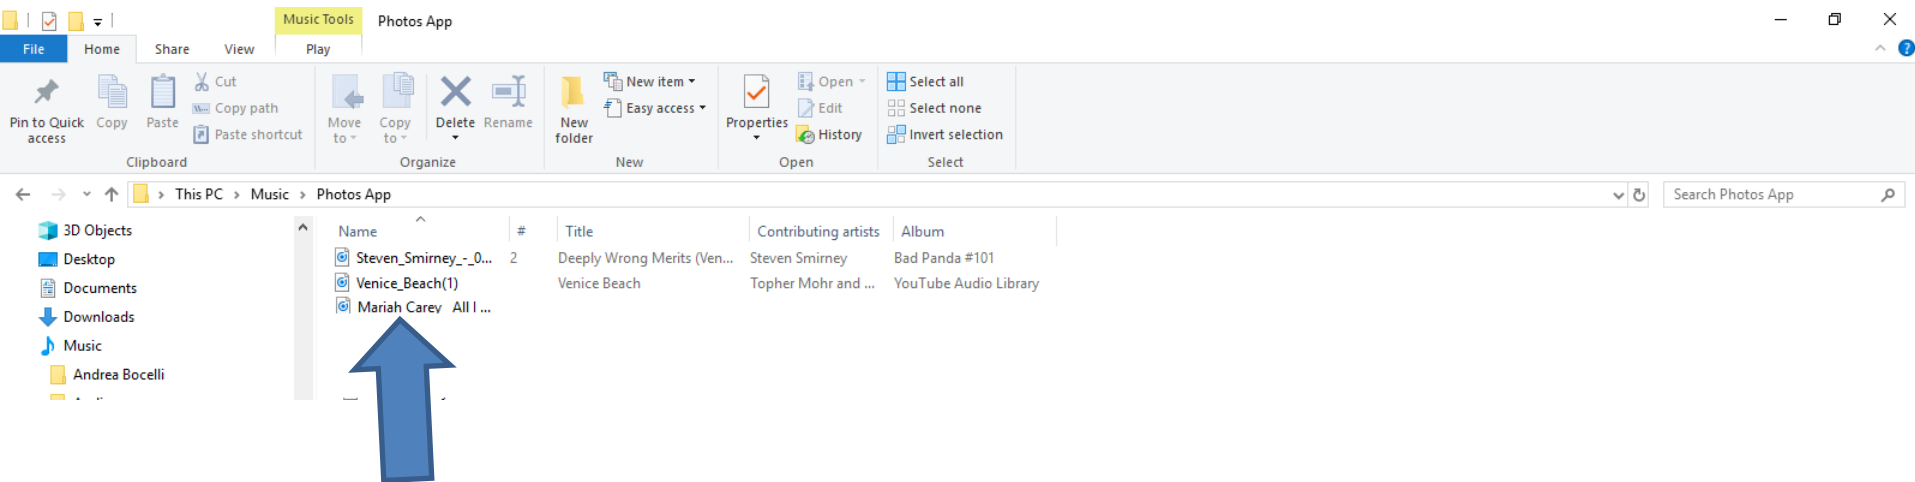 Music Tools Photos App
File Home Share View Play
Pin to Quick access
Copy
Paste
Cut
Copy path
Paste shortcut
Clipboard
Move to
Copy to
Delete
Rename
Organize
New folder
New item
Easy access
New
Properties
Open
Edit
History
Open
Select all
Select none
Invert selection
Select
This PC > Music > Photos App
Search Photos App
3D Objects
Desktop
Documents
Downloads
Music
Andrea Bocelli
Name # Title Contributing artists Album
Steven_Smirney_-_0... 2 Deeply Wrong Merits (Ven... Steven Smirney Bad Panda #101
Venice_Beach(1) Venice Beach Topher Mohr and ... YouTube Audio Library
Mariah Carey All I ...